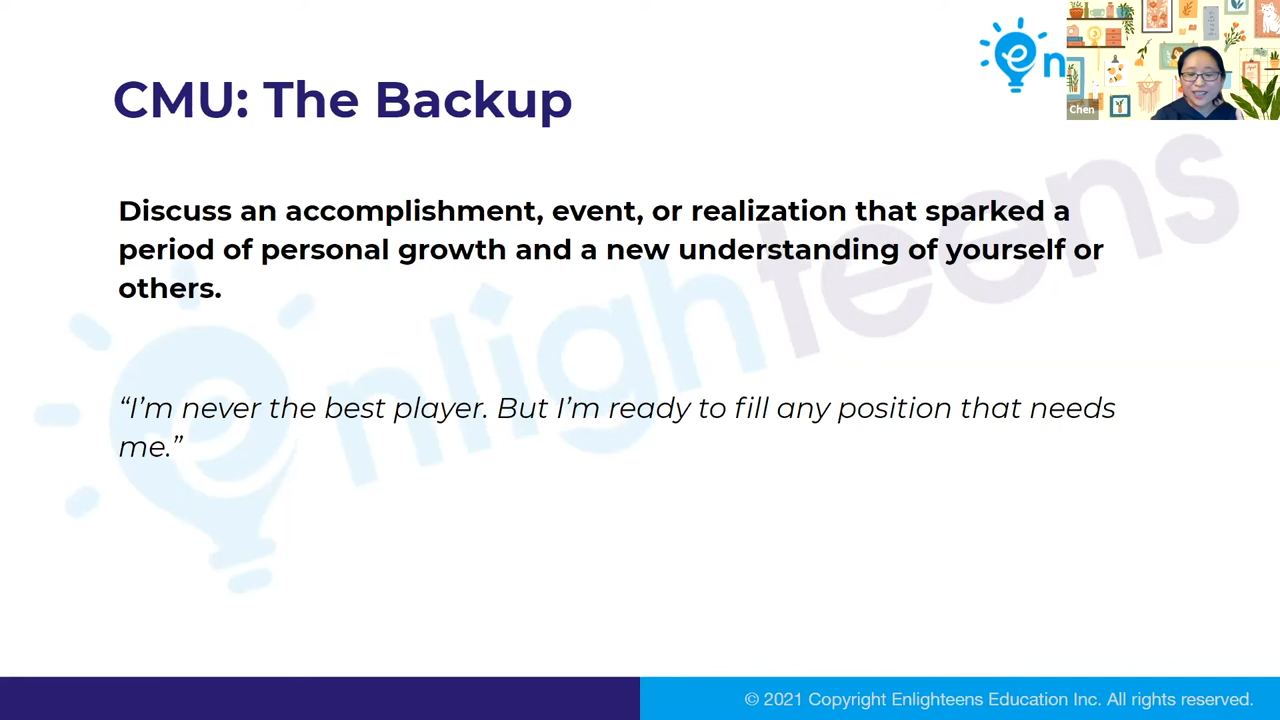 CMU: The Backup
n
Chen
Discuss an accomplishment, event, or realization that sparked a
period of personal growth and a new understanding of yourself or
others.
enlighteens
“I’m never the best player. But I’m ready to fill any position that needs
me.”
© 2021 Copyright Enlighteens Education Inc. All rights reserved.